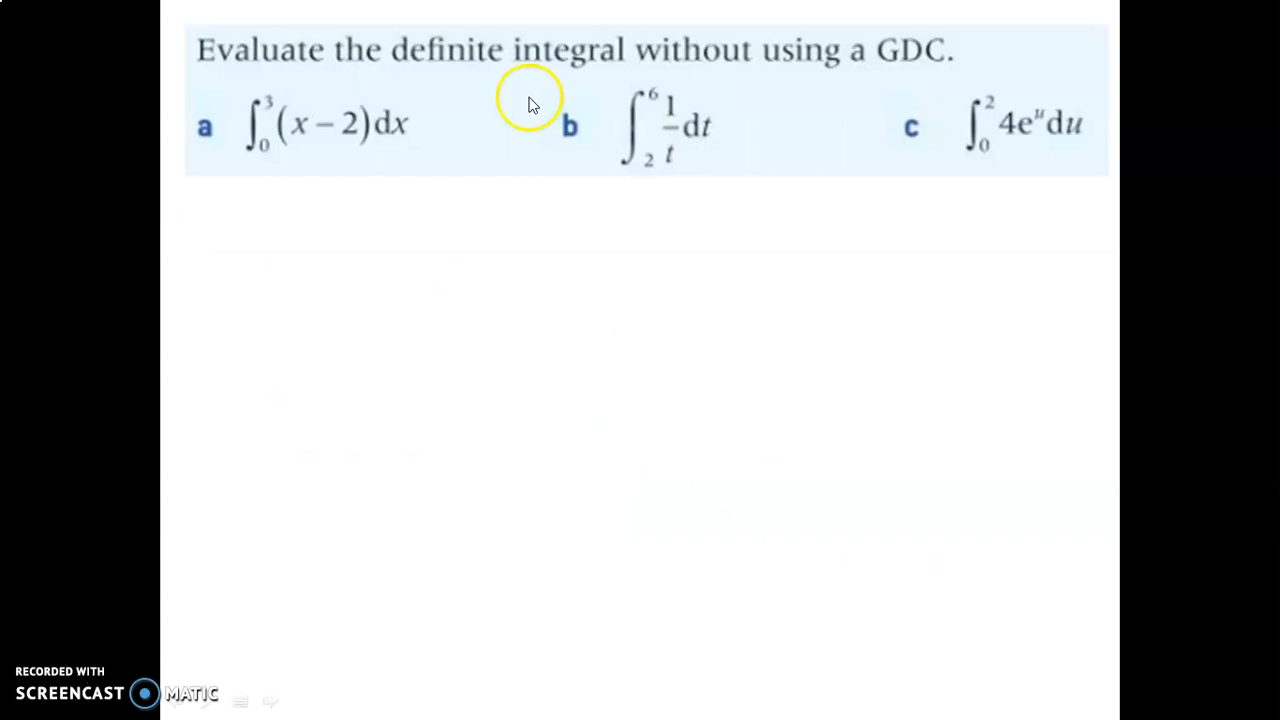 Evaluate the definite integral without using a GDC.
a ∫₀³(x – 2)dx b ∫₂⁶ 1/t dt c ∫₀² 4eᵘdu
RECORDED WITH
SCREENCAST MATIC